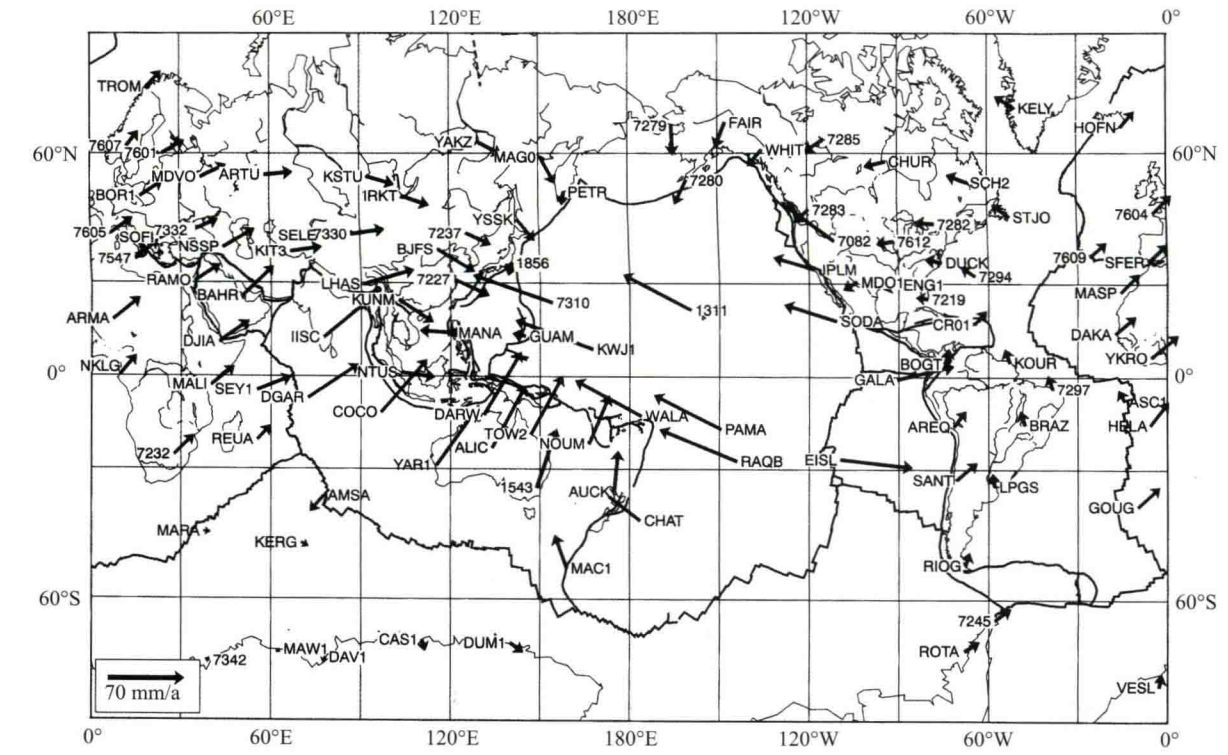 60°E 120°E 180°E 120°W 60°W 0°
TROM
7279 FAIR
KELY
HOFN
7607
7601
YAKZ
WHIT 7285
60°N 60°N
MAG0
CHUR
MDVO ARTU KSTU
7280
SCH2
BOR1
IRKT
PETR
7604
7605 7332
YSSK
7283
STJO
SOFI
NSSP SELE 7330 7237
7282
7082 7612
7547 KIT3 BJFS
1856
7609 SFER
DUCK
RAMO
JPLM
7294
BAHR LHAS 7227
MDO1 ENG1
MASP
KUNM 7310
7219
ARMA
1311
SODA CR01
DJIA IISC MANA GUAM
DAKA
KWJ1
YKRO
NKLG
BOGT KOUR
0° 0°
MALI NTUS
GALA
SEY1
7297
DGAR
ASC1
COCO DARW WALA
AREQ BRAZ HELA
REUA TOW2 PAMA
ALIC NOUM
7232
YAR1 RAQB EISL
SANT
1543 AUCK LPGS
AMSA
GOUG
CHAT
MARA
KERG
MAC1 RIOG
60°S 60°S
7245
CAS1 DUM1
MAW1 ROTA
7342 DAV1
VESL
70 mm/a
0° 60°E 120°E 180°E 120°W 60°W 0°